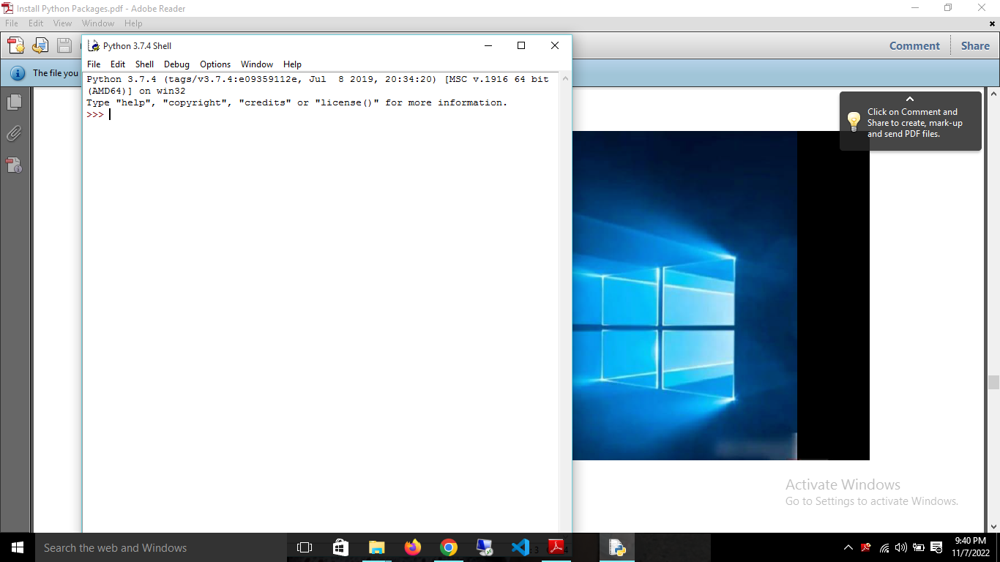 Install Python Packages.pdf - Adobe Reader
File Edit View Window Help
Comment Share
The file you
Python 3.7.4 Shell
File Edit Shell Debug Options Window Help
Python 3.7.4 (tags/v3.7.4:e09359112e, Jul  8 2019, 20:34:20) [MSC v.1916 64 bit
(AMD64)] on win32
Type "help", "copyright", "credits" or "license()" for more information.
>>>
Click on Comment and
Share to create, mark-up
and send PDF files.
Activate Windows
Go to Settings to activate Windows.
Search the web and Windows
9:40 PM
11/7/2022